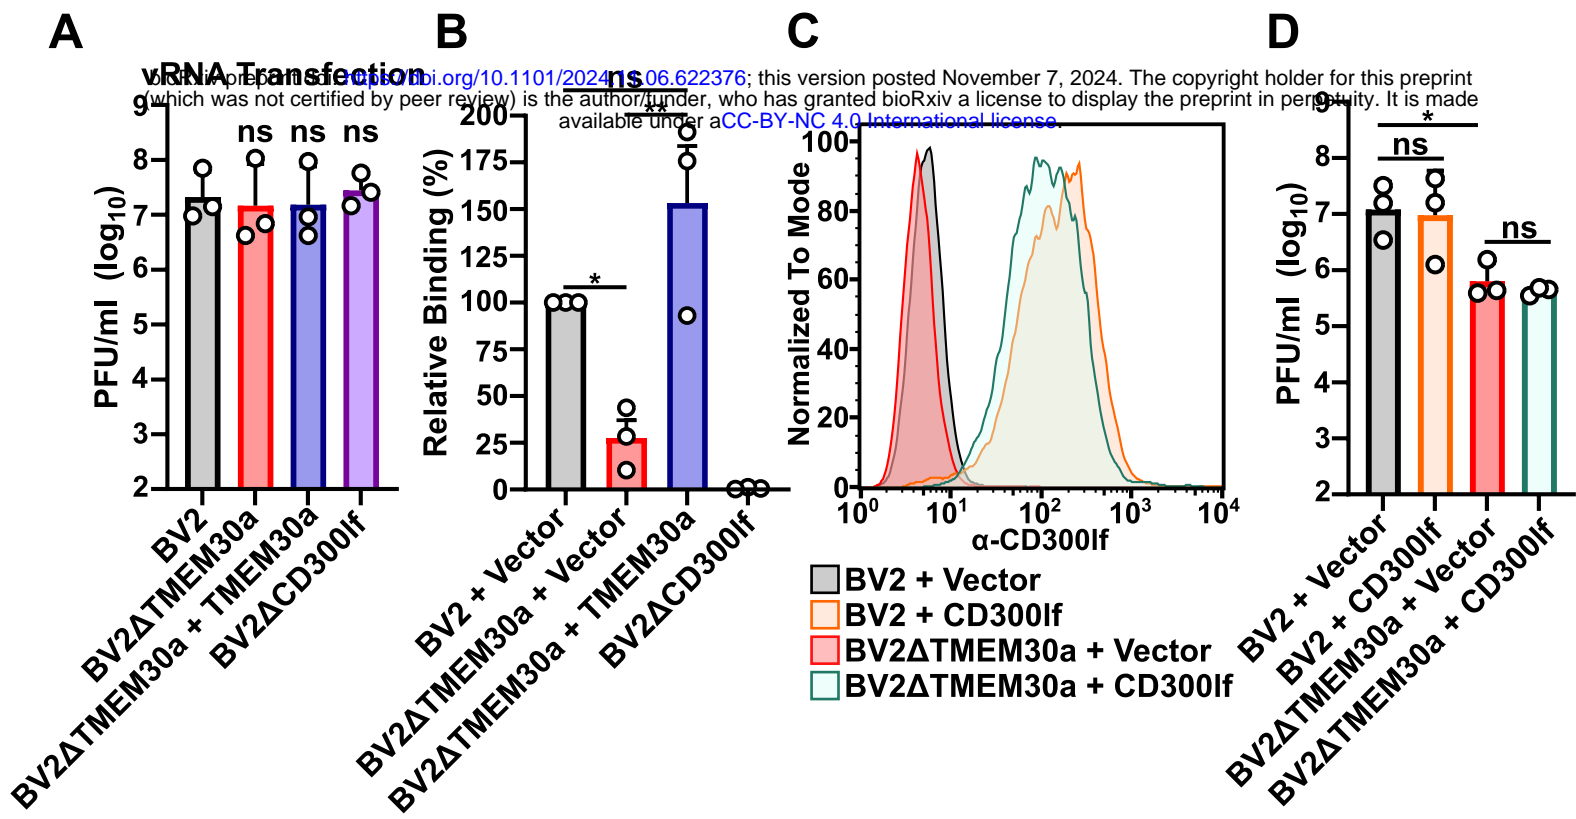 A
B
C
D
vRNA Transfection
bioRxiv preprint doi: https://doi.org/10.1101/2024.11.06.622376; this version posted November 7, 2024. The copyright holder for this preprint
(which was not certified by peer review) is the author/funder, who has granted bioRxiv a license to display the preprint in perpetuity. It is made
available under aCC-BY-NC 4.0 International license.
PFU/ml (log10)
9
8
7
6
5
4
3
2
ns
ns
ns
BV2
BV2ΔTMEM30a
BV2ΔTMEM30a + TMEM30a
BV2ΔCD300lf
Relative Binding (%)
200
175
150
125
100
75
50
25
0
ns
**
*
BV2 + Vector
BV2ΔTMEM30a + Vector
BV2ΔTMEM30a + TMEM30a
BV2ΔCD300lf
Normalized To Mode
100
80
60
40
20
0
10^0
10^1
10^2
10^3
10^4
α-CD300lf
BV2 + Vector
BV2 + CD300lf
BV2ΔTMEM30a + Vector
BV2ΔTMEM30a + CD300lf
PFU/ml (log10)
9
8
7
6
5
4
3
2
*
ns
ns
BV2 + Vector
BV2 + CD300lf
BV2ΔTMEM30a + Vector
BV2ΔTMEM30a + CD300lf